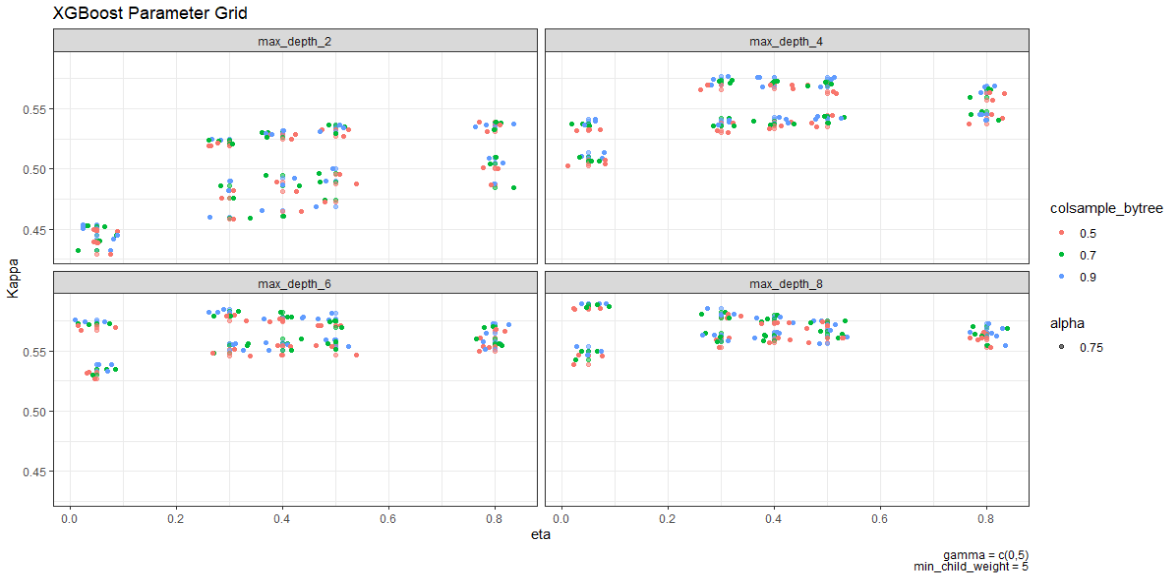 XGBoost Parameter Grid
max_depth_2
max_depth_4
0.55
0.50
0.45
Kappa
max_depth_6
max_depth_8
0.55
0.50
0.45
0.0 0.2 0.4 0.6 0.8
0.0 0.2 0.4 0.6 0.8
eta
colsample_bytree
0.5
0.7
0.9
alpha
0.75
gamma = c(0,5)
min_child_weight = 5